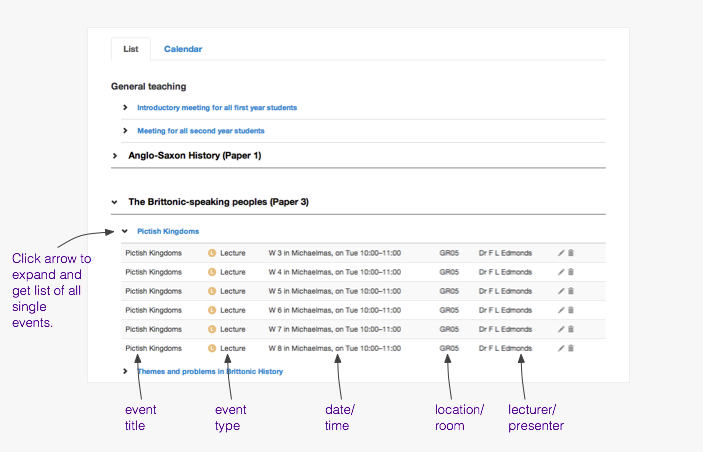 List Calendar
General teaching
Introductory meeting for all first year students
Meeting for all second year students
Anglo-Saxon History (Paper 1)
The Brittonic-speaking peoples (Paper 3)
Pictish Kingdoms
Pictish Kingdoms L Lecture W 3 in Michaelmas, on Tue 10:00–11:00 GR05 Dr F L Edmonds
Pictish Kingdoms L Lecture W 4 in Michaelmas, on Tue 10:00–11:00 GR05 Dr F L Edmonds
Pictish Kingdoms L Lecture W 5 in Michaelmas, on Tue 10:00–11:00 GR05 Dr F L Edmonds
Pictish Kingdoms L Lecture W 6 in Michaelmas, on Tue 10:00–11:00 GR05 Dr F L Edmonds
Pictish Kingdoms L Lecture W 7 in Michaelmas, on Tue 10:00–11:00 GR05 Dr F L Edmonds
Pictish Kingdoms L Lecture W 8 in Michaelmas, on Tue 10:00–11:00 GR05 Dr F L Edmonds
Themes and problems in Brittonic History
Click arrow to
expand and
get list of all
single
events.
event
title
event
type
date/
time
location/
room
lecturer/
presenter